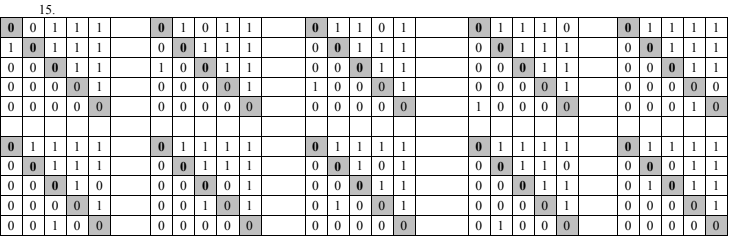 15.
0 0 1 1 1 0 1 0 1 1 0 1 1 0 1 0 1 1 1 0 0 1 1 1 1
1 0 1 1 1 0 0 1 1 1 0 0 1 1 1 0 0 1 1 1 0 0 1 1 1
0 0 0 1 1 1 0 0 1 1 0 0 0 1 1 0 0 0 1 1 0 0 0 1 1
0 0 0 0 1 0 0 0 0 1 1 0 0 0 1 0 0 0 0 1 0 0 0 0 0
0 0 0 0 0 0 0 0 0 0 0 0 0 0 0 1 0 0 0 0 0 0 0 1 0
0 1 1 1 1 0 1 1 1 1 0 1 1 1 1 0 1 1 1 1 0 1 1 1 1
0 0 1 1 1 0 0 1 1 1 0 0 1 0 1 0 0 1 1 0 0 0 0 1 1
0 0 0 1 0 0 0 0 0 1 0 0 0 1 1 0 0 0 1 1 0 1 0 1 1
0 0 0 0 1 0 0 1 0 1 0 1 0 0 1 0 0 0 0 1 0 0 0 0 1
0 0 1 0 0 0 0 0 0 0 0 0 0 0 0 0 1 0 0 0 0 0 0 0 0